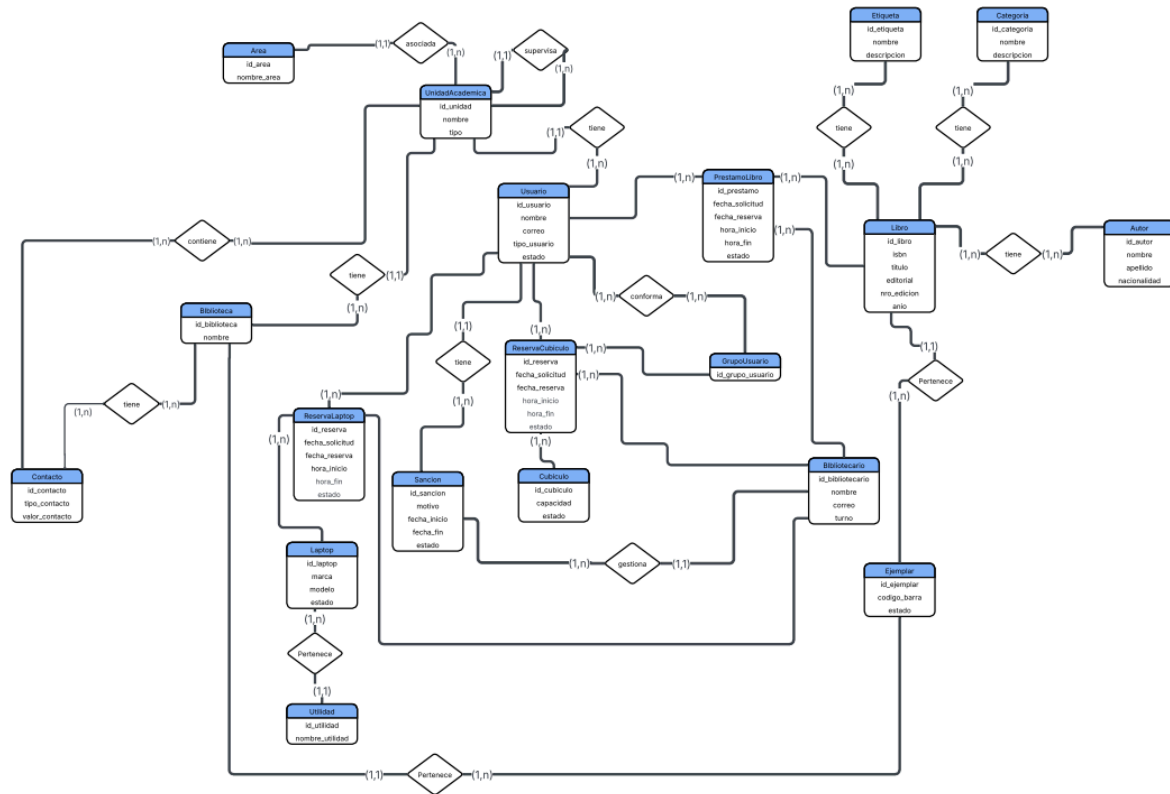 Etiqueta
id_etiqueta
nombre
descripcion
Categoría
id_categoría
nombre
descripcion
Area
id_area
nombre_area
(1,1)
asociada
(1,n)
(1,1)
supervisa
(1,n)
UnidadAcademica
id_unidad
nombre
tipo
(1,n)
tiene
(1,n)
(1,n)
tiene
(1,n)
(1,1)
tiene
(1,n)
Usuario
id_usuario
nombre
correo
tipo_usuario
estado
(1,n)
PrestamoLibro
id_prestamo
fecha_solicitud
fecha_reserva
hora_inicio
hora_fin
estado
(1,n)
(1,n)
Libro
id_libro
isbn
titulo
editorial
nro_edicion
anio
(1,n)
tiene
(1,n)
Autor
id_autor
nombre
apellido
nacionalidad
(1,n)
contiene
(1,n)
tiene
(1,1)
(1,n)
Biblioteca
id_biblioteca
nombre
(1,n)
conforma
(1,n)
(1,1)
tiene
(1,n)
(1,n)
ReservaCubiculo
id_reserva
fecha_solicitud
fecha_reserva
hora_inicio
hora_fin
estado
(1,n)
(1,n)
(1,n)
GrupoUsuario
id_grupo_usuario
(1,1)
Pertenece
(1,n)
(1,n)
tiene
(1,n)
(1,n)
ReservaLaptop
id_reserva
fecha_solicitud
fecha_reserva
hora_inicio
hora_fin
estado
(1,n)
Contacto
id_contacto
tipo_contacto
valor_contacto
Sancion
id_sancion
motivo
fecha_inicio
fecha_fin
estado
Cubiculo
id_cubiculo
capacidad
estado
Bibliotecario
id_bibliotecario
nombre
correo
turno
(1,n)
gestiona
(1,1)
Laptop
id_laptop
marca
modelo
estado
(1,n)
Pertenece
(1,1)
Utilidad
id_utilidad
nombre_utilidad
Ejemplar
id_ejemplar
codigo_barra
estado
(1,1)
Pertenece
(1,n)